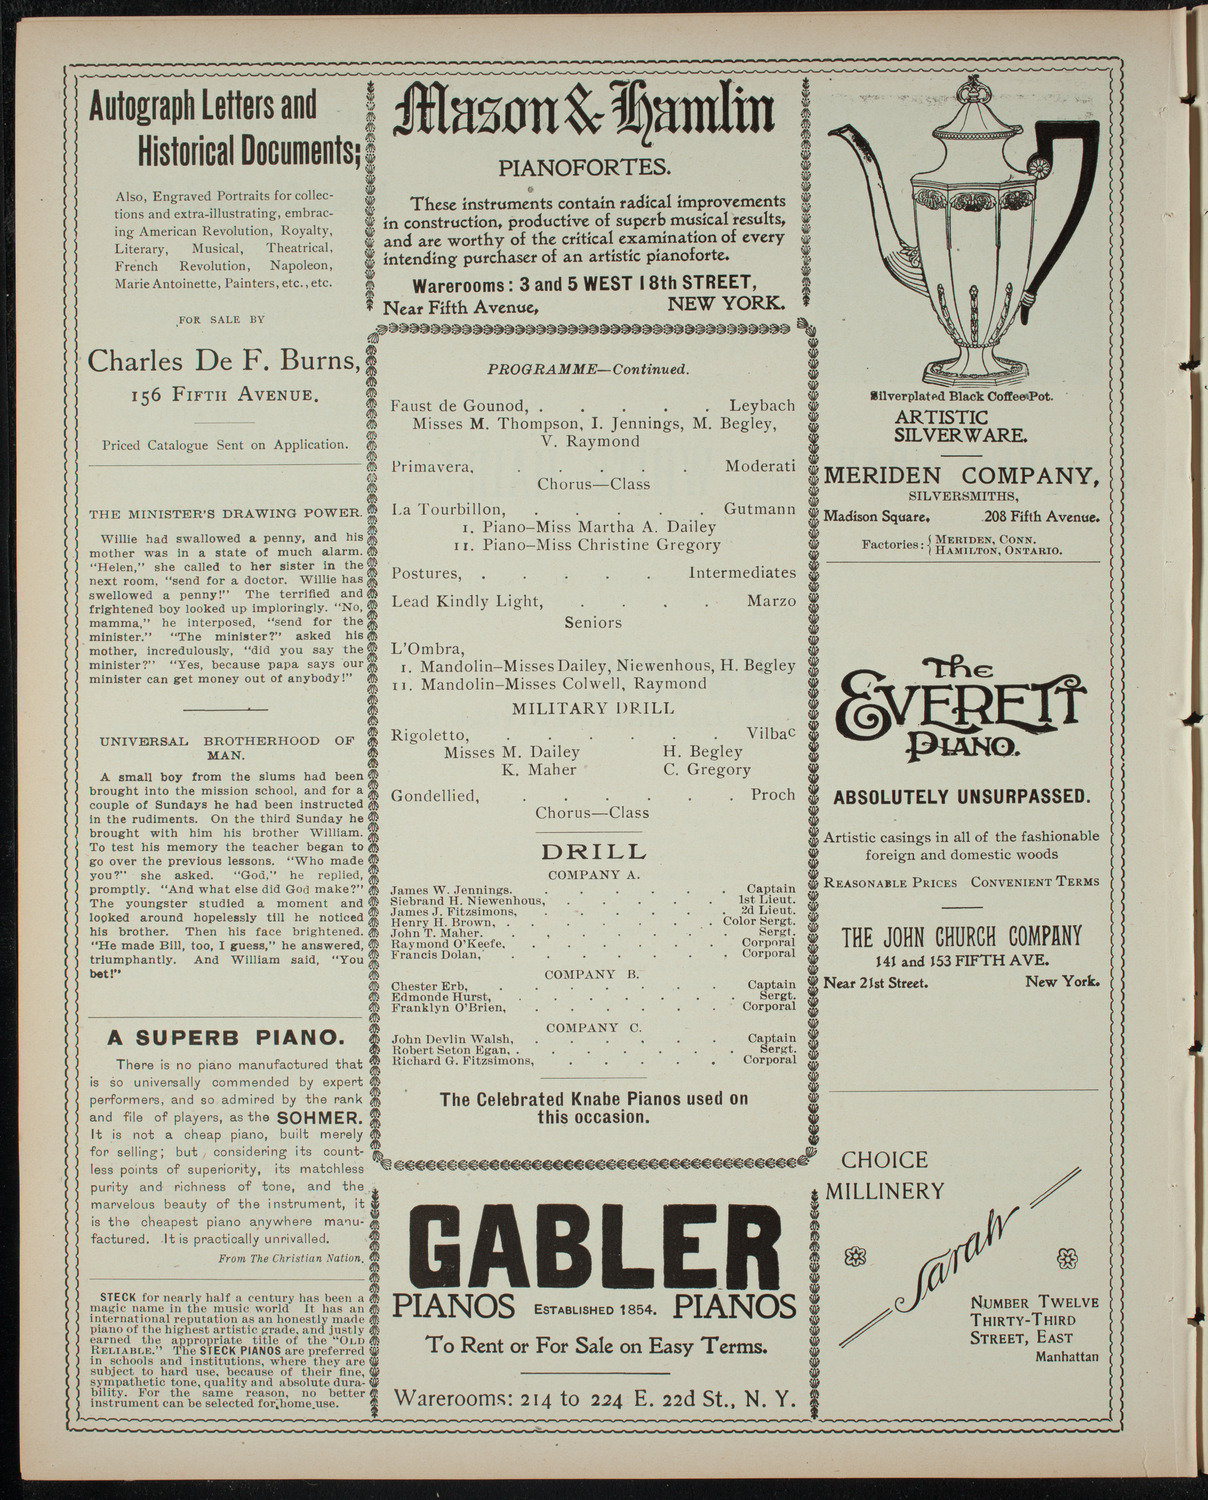 Autograph Letters and
Historical Documents;
Also, Engraved Portraits for collec-
tions and extra-illustrating, embrac-
ing American Revolution, Royalty,
Literary, Musical, Theatrical,
French Revolution, Napoleon,
Marie Antoinette, Painters, etc., etc.
FOR SALE BY
Charles De F. Burns,
156 FIFTH AVENUE.
Priced Catalogue Sent on Application.
THE MINISTER'S DRAWING POWER.
Willie had swallowed a penny, and his
mother was in a state of much alarm.
"Helen," she called to her sister in the
next room, "send for a doctor. Willie has
swellowed a penny!" The terrified and
frightened boy looked up imploringly. "No,
mamma," he interposed, "send for the
minister." "The minister?" asked his
mother, incredulously, "did you say the
minister?" "Yes, because papa says our
minister can get money out of anybody!"
UNIVERSAL BROTHERHOOD OF
MAN.
A small boy from the slums had been
brought into the mission school, and for a
couple of Sundays he had been instructed
in the rudiments. On the third Sunday he
brought with him his brother William.
To test his memory the teacher began to
go over the previous lessons. "Who made
you?" she asked. "God," he replied,
promptly. "And what else did God make?"
The youngster studied a moment and
looked around hopelessly till he noticed
his brother. Then his face brightened.
"He made Bill, too, I guess," he answered,
triumphantly. And William said, "You
bet!"
A SUPERB PIANO.
There is no piano manufactured that
is so universally commended by expert
performers, and so admired by the rank
and file of players, as the SOHMER.
It is not a cheap piano, built merely
for selling; but considering its count-
less points of superiority, its matchless
purity and richness of tone, and the
marvelous beauty of the instrument, it
is the cheapest piano anywhere manu-
factured. It is practically unrivalled.
From The Christian Nation.
STECK for nearly half a century has been a
magic name in the music world It has an
international reputation as an honestly made
piano of the highest artistic grade, and justly
earned the appropriate title of the "OLD
RELIABLE." The STECK PIANOS are preferred
in schools and institutions, where they are
subject to hard use, because of their fine,
sympathetic tone, quality and absolute dura-
bility. For the same reason, no better
instrument can be selected for home use.
Mason & Hamlin
PIANOFORTES.
These instruments contain radical improvements
in construction, productive of superb musical results,
and are worthy of the critical examination of every
intending purchaser of an artistic pianoforte.
Warerooms: 3 and 5 WEST 18th STREET,
Near Fifth Avenue, NEW YORK.
PROGRAMME—Continued.
Faust de Gounod, . . . . . Leybach
Misses M. Thompson, I. Jennings, M. Begley,
V. Raymond
Primavera, . . . . . Moderati
Chorus—Class
La Tourbillon, . . . . . Gutmann
I. Piano—Miss Martha A. Dailey
II. Piano—Miss Christine Gregory
Postures, . . . . . Intermediates
Lead Kindly Light, . . . . Marzo
Seniors
L'Ombra,
I. Mandolin—Misses Dailey, Niewenhous, H. Begley
II. Mandolin—Misses Colwell, Raymond
MILITARY DRILL
Rigoletto, . . . . . . Vilbac
Misses M. Dailey H. Begley
K. Maher C. Gregory
Gondellied, . . . . . . Proch
Chorus—Class
DRILL
COMPANY A.
James W. Jennings. . . . . . Captain
Siebrand H. Niewenhous, . . . . . 1st Lieut.
James J. Fitzsimons, . . . . . 2d Lieut.
Henry H. Brown, . . . . . Color Sergt.
John T. Maher. . . . . . Sergt.
Raymond O'Keefe, . . . . . Corporal
Francis Dolan, . . . . . Corporal
COMPANY B.
Chester Erb, . . . . . Captain
Edmonde Hurst, . . . . . Sergt.
Franklyn O'Brien, . . . . . Corporal
COMPANY C.
John Devlin Walsh, . . . . . Captain
Robert Seton Egan, . . . . . Sergt.
Richard G. Fitzsimons, . . . . . Corporal
The Celebrated Knabe Pianos used on
this occasion.
GABLER
PIANOS ESTABLISHED 1854. PIANOS
To Rent or For Sale on Easy Terms.
Warerooms: 214 to 224 E. 22d St., N. Y.
Silverplated Black Coffee Pot.
ARTISTIC
SILVERWARE.
MERIDEN COMPANY,
SILVERSMITHS,
Madison Square, 208 Fifth Avenue.
Factories: { MERIDEN, CONN.
HAMILTON, ONTARIO.
The
EVERETT
PIANO.
ABSOLUTELY UNSURPASSED.
Artistic casings in all of the fashionable
foreign and domestic woods
REASONABLE PRICES CONVENIENT TERMS
THE JOHN CHURCH COMPANY
141 and 153 FIFTH AVE.
Near 21st Street. New York.
CHOICE
MILLINERY
Sarah
NUMBER TWELVE
THIRTY-THIRD
STREET, EAST
Manhattan